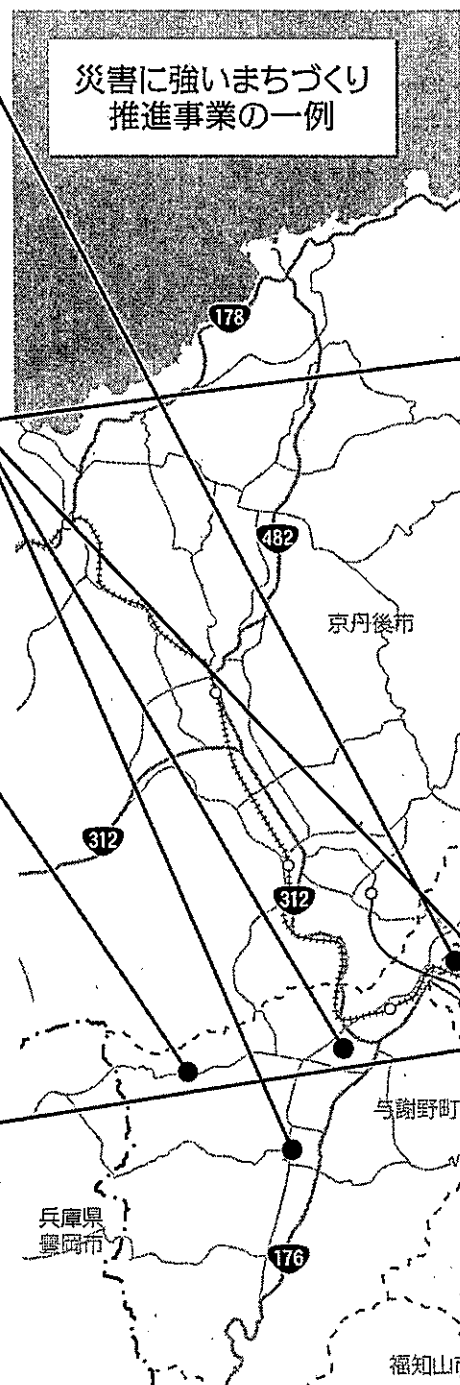 災害に強いまちづくり
推進事業の一例
178
482
京丹後市
312
312
与謝野町
兵庫県
豊岡市
176
福知山市